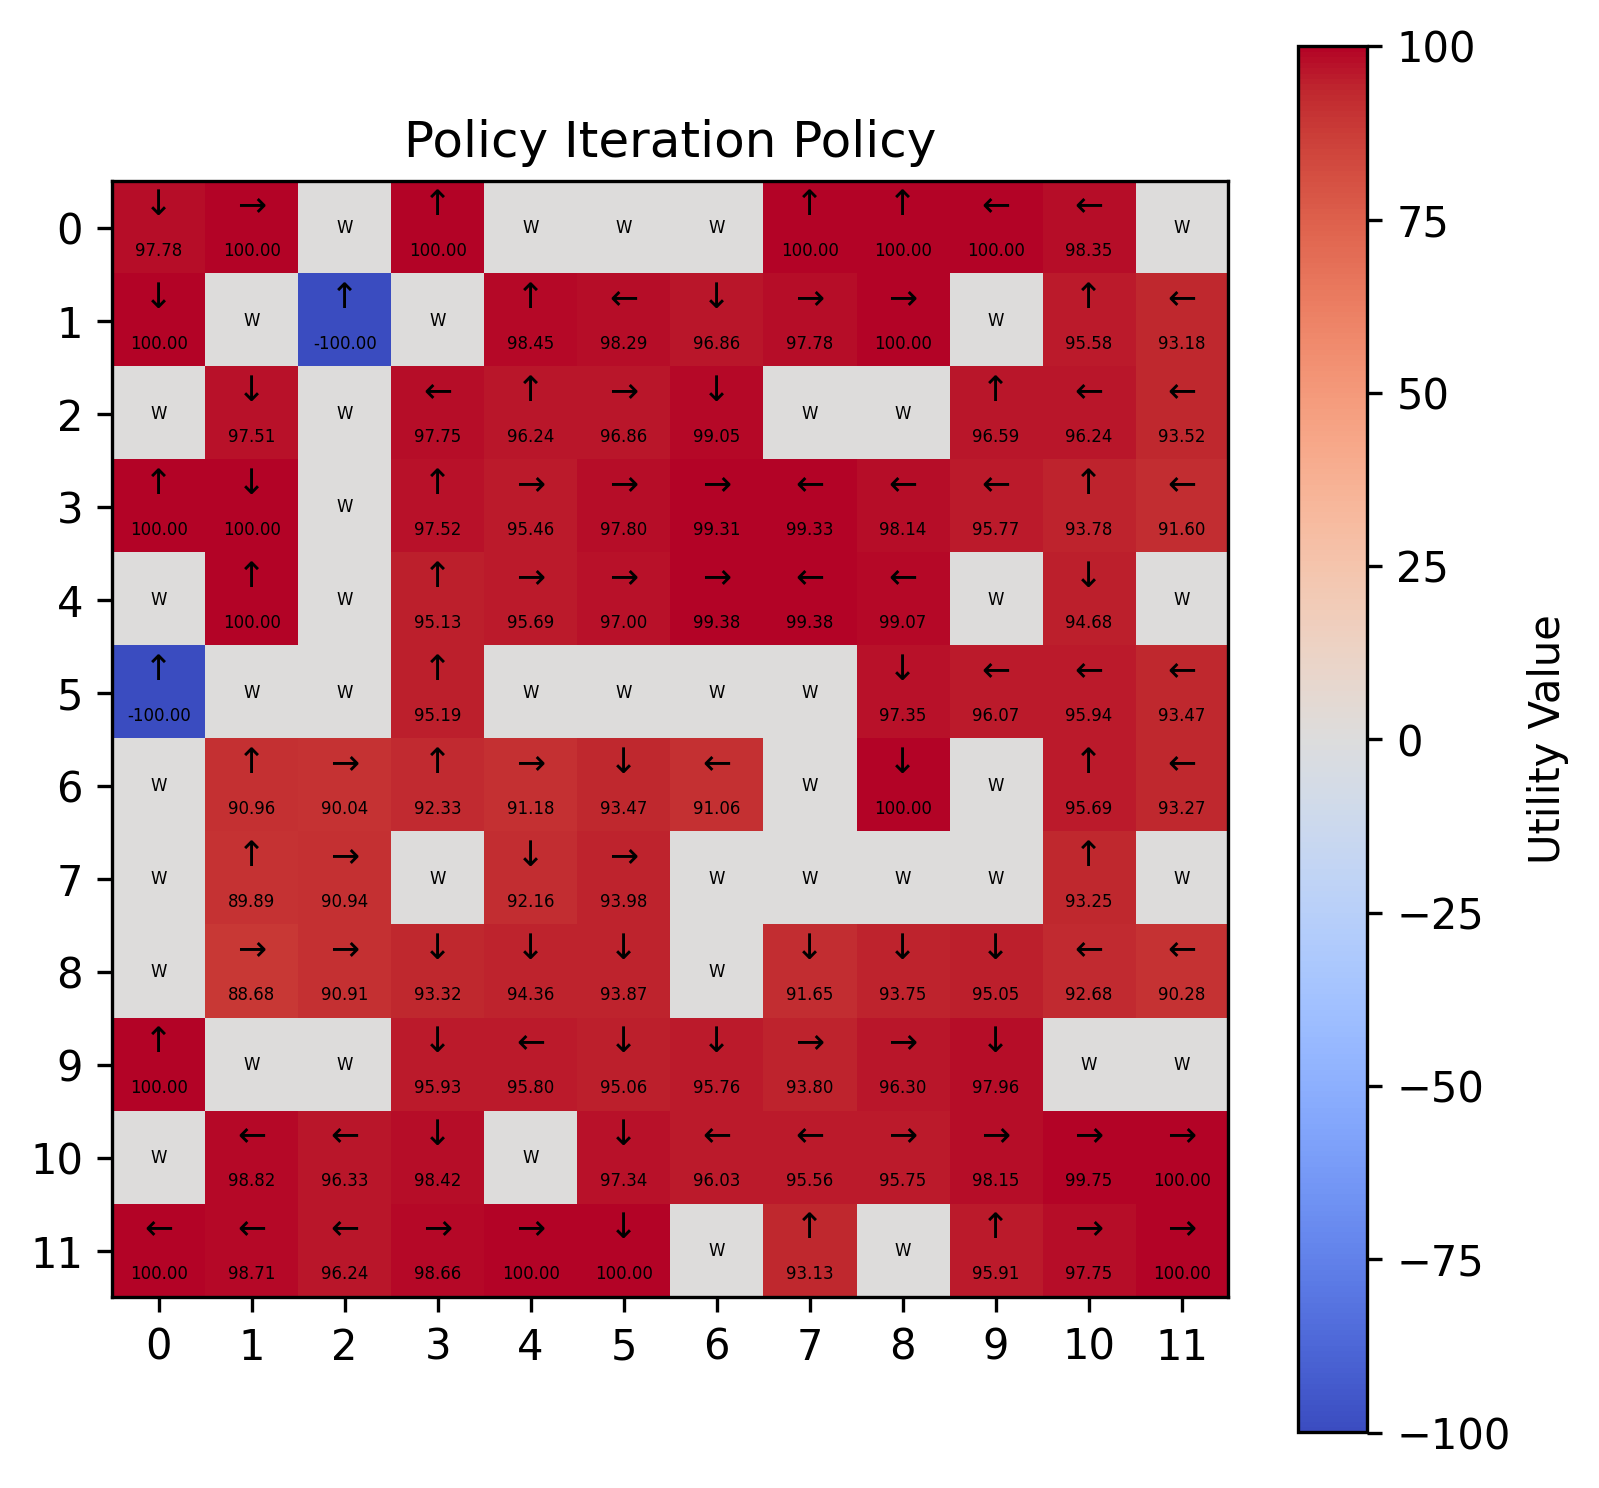 Policy Iteration Policy
100
75
50
25
0
−25
−50
−75
−100
Utility Value
0 ↓ → W ↑ W W W ↑ ↑ ← ← W
97.78 100.00 100.00 100.00 100.00 100.00 98.35
1 ↓ W ↑ W ↑ ← ↓ → → W ↑ ←
100.00 -100.00 98.45 98.29 96.86 97.78 100.00 95.58 93.18
2 W ↓ W ← ↑ → ↓ W W ↑ ← ←
97.51 97.75 96.24 96.86 99.05 96.59 96.24 93.52
3 ↑ ↓ W ↑ → → → ← ← ← ↑ ←
100.00 100.00 97.52 95.46 97.80 99.31 99.33 98.14 95.77 93.78 91.60
4 W ↑ W ↑ → → → ← ← W ↓ W
100.00 95.13 95.69 97.00 99.38 99.38 99.07 94.68
5 ↑ W W ↑ W W W W ↓ ← ← ←
-100.00 95.19 97.35 96.07 95.94 93.47
6 W ↑ → ↑ → ↓ ← W ↓ W ↑ ←
90.96 90.04 92.33 91.18 93.47 91.06 100.00 95.69 93.27
7 W ↑ → W ↓ → W W W W ↑ W
89.89 90.94 92.16 93.98 93.25
8 W → → ↓ ↓ ↓ W ↓ ↓ ↓ ← ←
88.68 90.91 93.32 94.36 93.87 91.65 93.75 95.05 92.68 90.28
9 ↑ W W ↓ ← ↓ ↓ → → ↓ W W
100.00 95.93 95.80 95.06 95.76 93.80 96.30 97.96
10 W ← ← ↓ W ↓ ← ← → → → →
98.82 96.33 98.42 97.34 96.03 95.56 95.75 98.15 99.75 100.00
11 ← ← ← → → ↓ W ↑ W ↑ → →
100.00 98.71 96.24 98.66 100.00 100.00 93.13 95.91 97.75 100.00
0 1 2 3 4 5 6 7 8 9 10 11